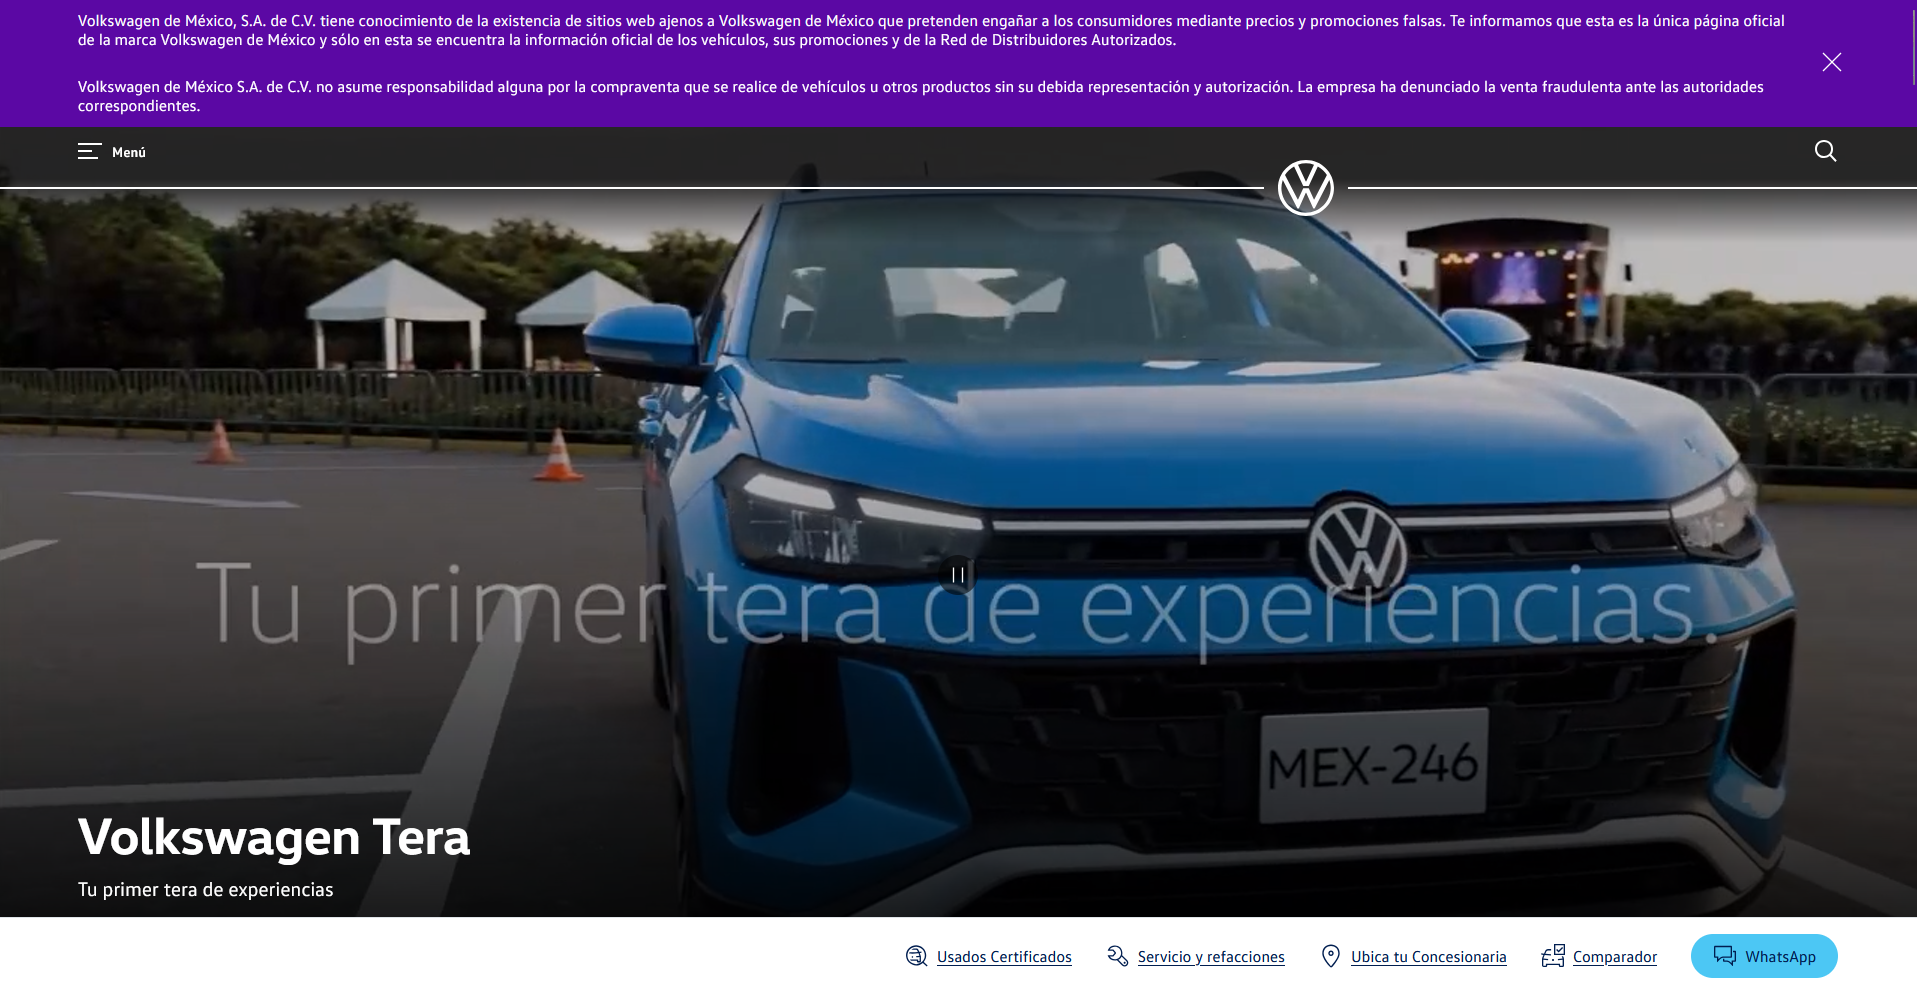 Volkswagen de México, S.A. de C.V. tiene conocimiento de la existencia de sitios web ajenos a Volkswagen de México que pretenden engañar a los consumidores mediante precios y promociones falsas. Te informamos que esta es la única página oficial
de la marca Volkswagen de México y sólo en esta se encuentra la información oficial de los vehículos, sus promociones y de la Red de Distribuidores Autorizados.
Volkswagen de México S.A. de C.V. no asume responsabilidad alguna por la compraventa que se realice de vehículos u otros productos sin su debida representación y autorización. La empresa ha denunciado la venta fraudulenta ante las autoridades
correspondientes.
Menú
Tu primer tera de experiencias.
MEX-246
Volkswagen Tera
Tu primer tera de experiencias
Usados Certificados
Servicio y refacciones
Ubica tu Concesionaria
Comparador
WhatsApp